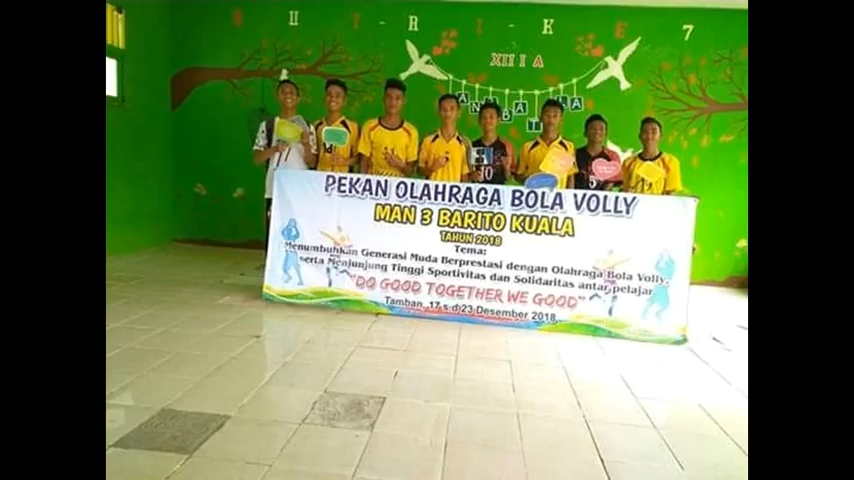 U T - R I - K E 7
XII I A
PEKAN OLAHRAGA BOLA VOLLY
MAN 3 BARITO KUALA
TAHUN 2018
Tema:
Menumbuhkan Generasi Muda Berprestasi dengan Olahraga Bola Volly,
serta Menjunjung Tinggi Sportivitas dan Solidaritas antar pelajar
"DO GOOD TOGETHER WE GOOD"
Tamban, 17 s.d 23 Desember 2018